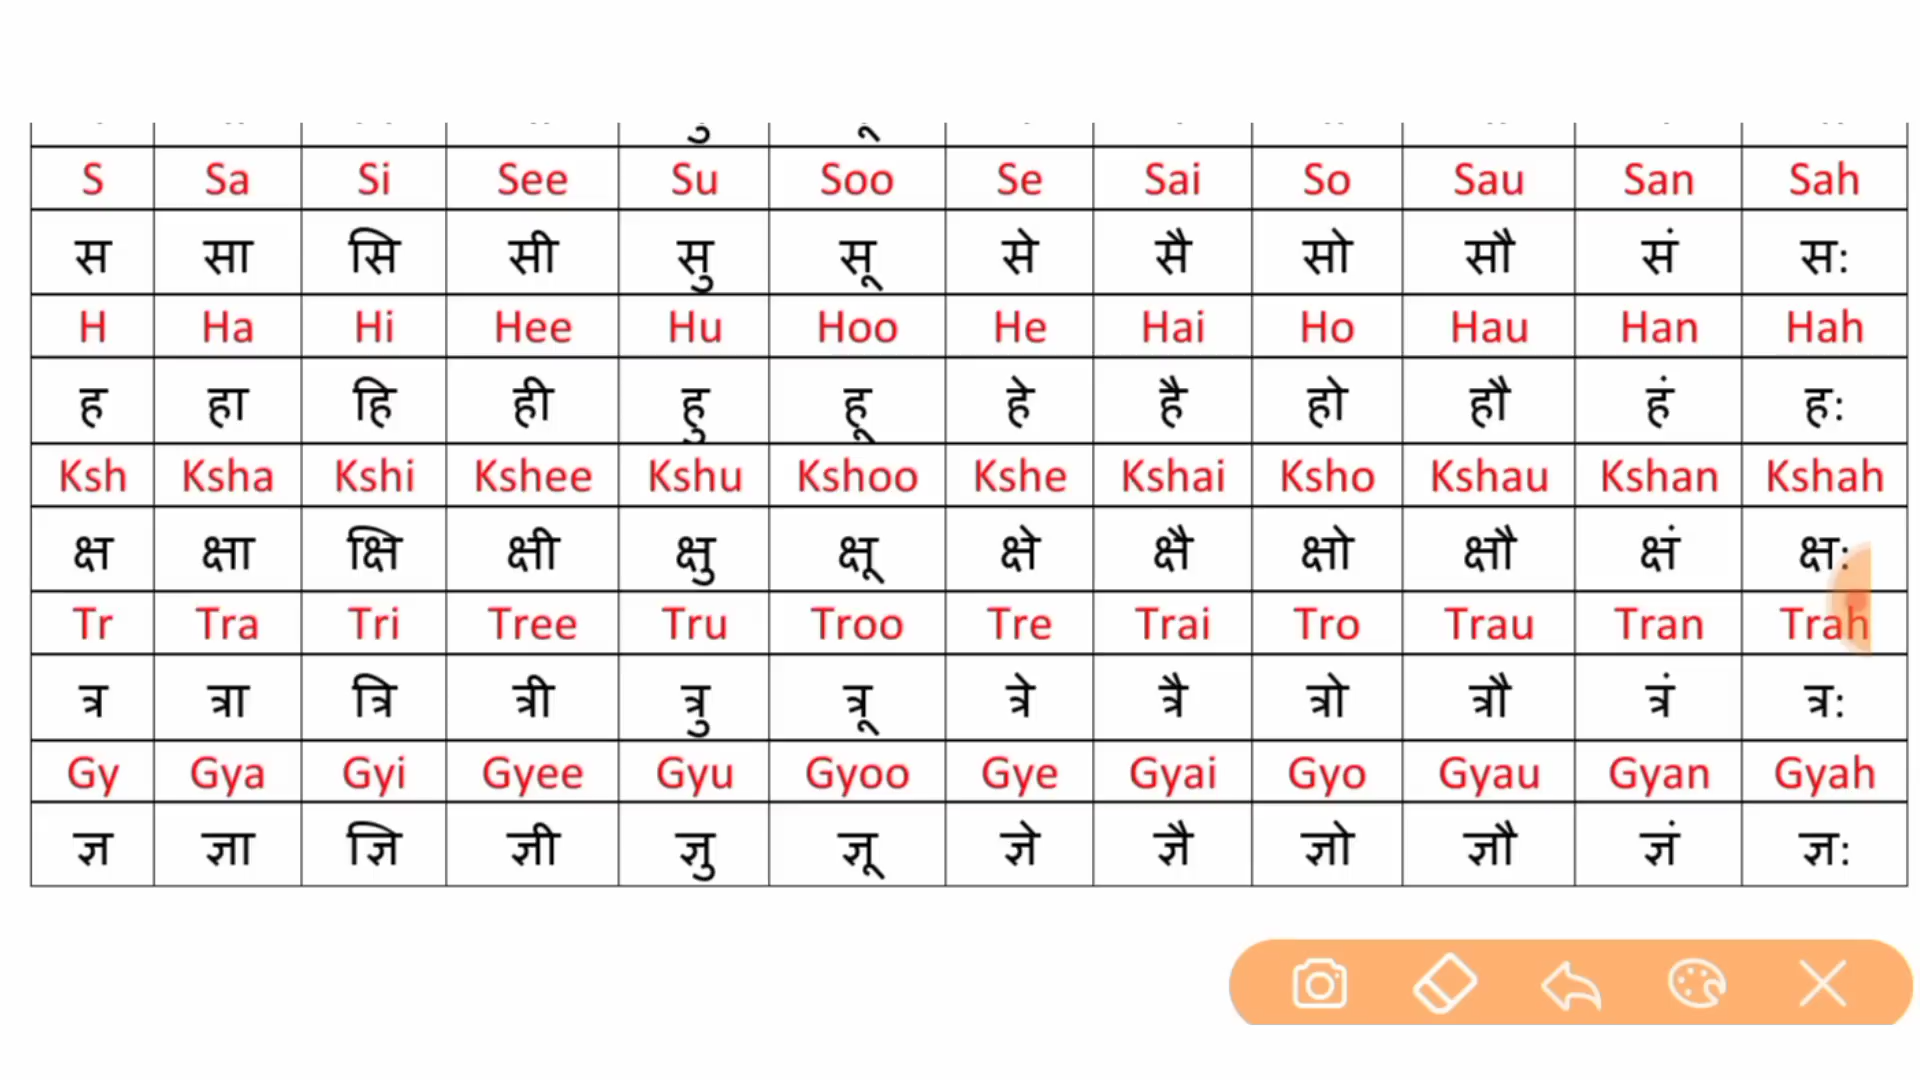 S Sa Si See Su Soo Se Sai So Sau San Sah
स सा सि सी सु सू से सै सो सौ सं सः
H Ha Hi Hee Hu Hoo He Hai Ho Hau Han Hah
ह हा हि ही हु हू हे है हो हौ हं हः
Ksh Ksha Kshi Kshee Kshu Kshoo Kshe Kshai Ksho Kshau Kshan Kshah
क्ष क्षा क्षि क्षी क्षु क्षू क्षे क्षै क्षो क्षौ क्षं क्षः
Tr Tra Tri Tree Tru Troo Tre Trai Tro Trau Tran Trah
त्र त्रा त्रि त्री त्रु त्रू त्रे त्रै त्रो त्रौ त्रं त्रः
Gy Gya Gyi Gyee Gyu Gyoo Gye Gyai Gyo Gyau Gyan Gyah
ज्ञ ज्ञा ज्ञि ज्ञी ज्ञु ज्ञू ज्ञे ज्ञै ज्ञो ज्ञौ ज्ञं ज्ञः